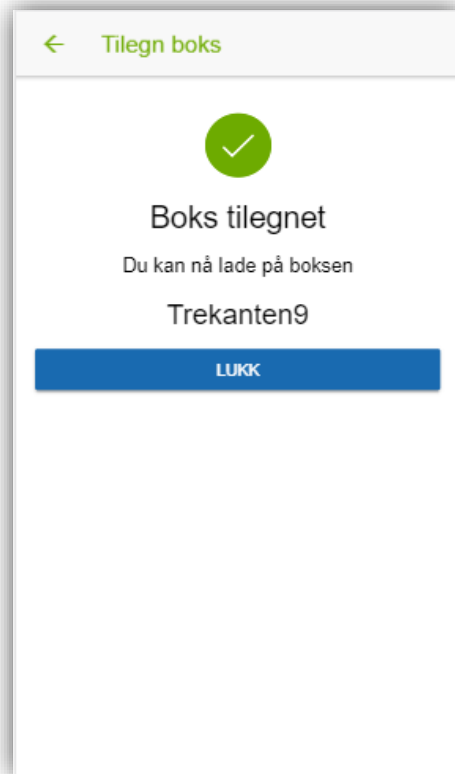 Tilegn boks
Boks tilegnet
Du kan nå lade på boksen
Trekanten9
LUKK